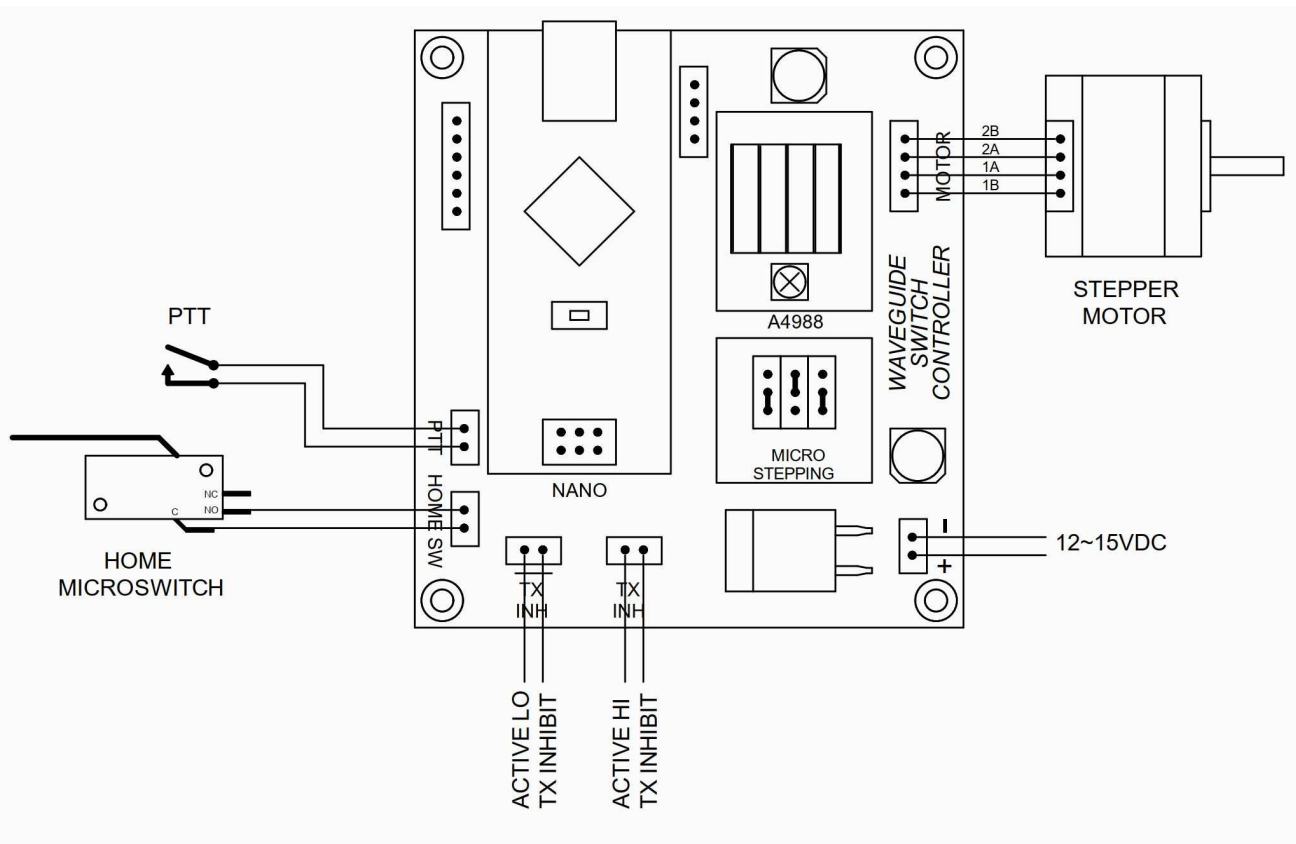 2B
2A
1A
1B
MOTOR
STEPPER
MOTOR
WAVEGUIDE
SWITCH
CONTROLLER
A4988
PTT
PTT
MICRO
STEPPING
NANO
NC
NO
C
HOME SW
HOME
MICROSWITCH
-
+
12~15VDC
TX
INH
TX
INH
ACTIVE LO
TX INHIBIT
ACTIVE HI
TX INHIBIT